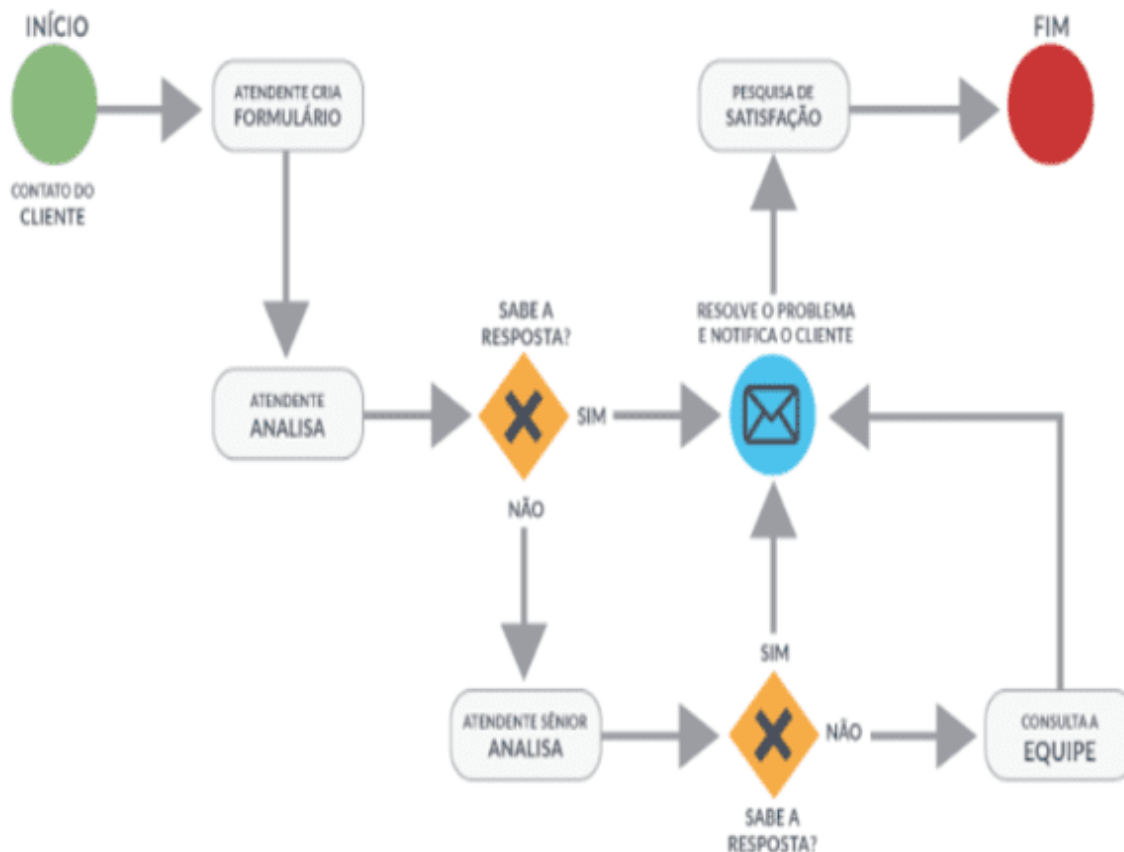 INÍCIO
CONTATO DO
CLIENTE
ATENDENTE CRIA
FORMULÁRIO
ATENDENTE
ANALISA
SABE A
RESPOSTA?
SIM
NÃO
ATENDENTE SÊNIOR
ANALISA
SABE A
RESPOSTA?
SIM
NÃO
CONSULTA A
EQUIPE
RESOLVE O PROBLEMA
E NOTIFICA O CLIENTE
PESQUISA DE
SATISFAÇÃO
FIM